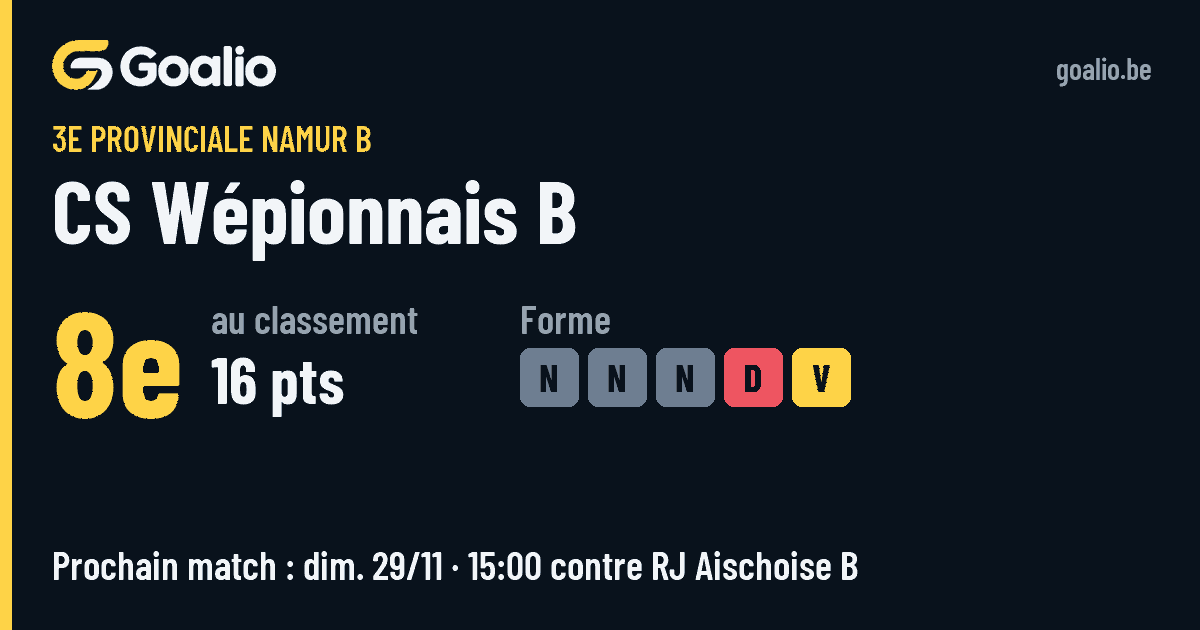 Goalio
goalio.be
3E PROVINCIALE NAMUR B
CS Wépionnais B
8e
au classement
16 pts
Forme
N N N D V
Prochain match : dim. 29/11 · 15:00 contre RJ Aischoise B